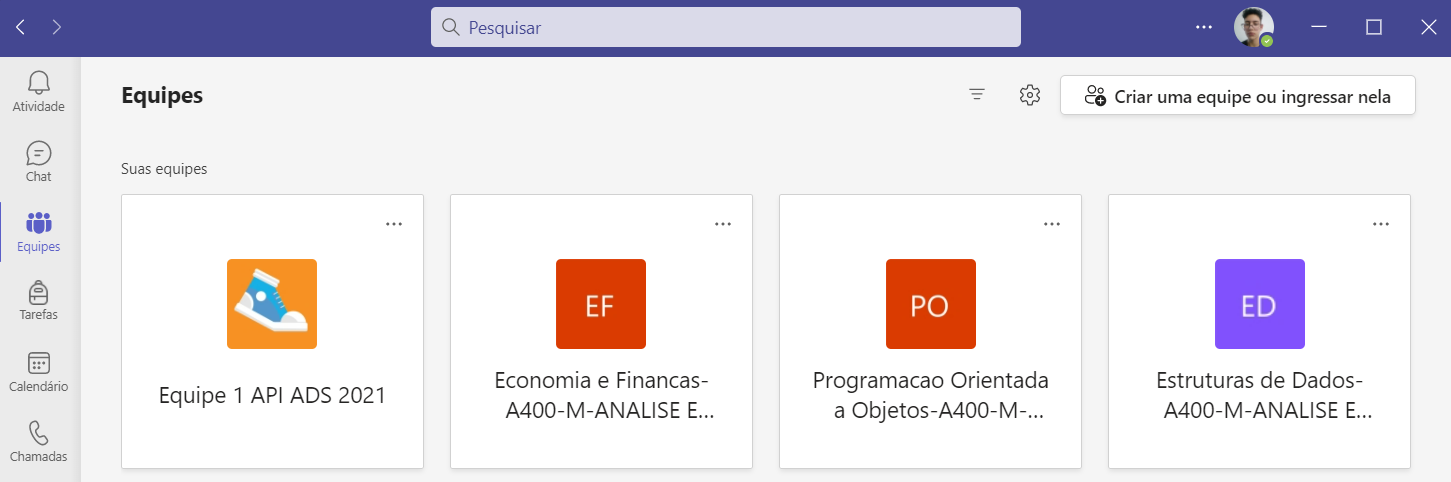 Pesquisar
Atividade
Chat
Equipes
Tarefas
Calendário
Chamadas
Equipes
Criar uma equipe ou ingressar nela
Suas equipes
Equipe 1 API ADS 2021
EF
Economia e Financas-
A400-M-ANALISE E...
PO
Programacao Orientada
a Objetos-A400-M-...
ED
Estruturas de Dados-
A400-M-ANALISE E...